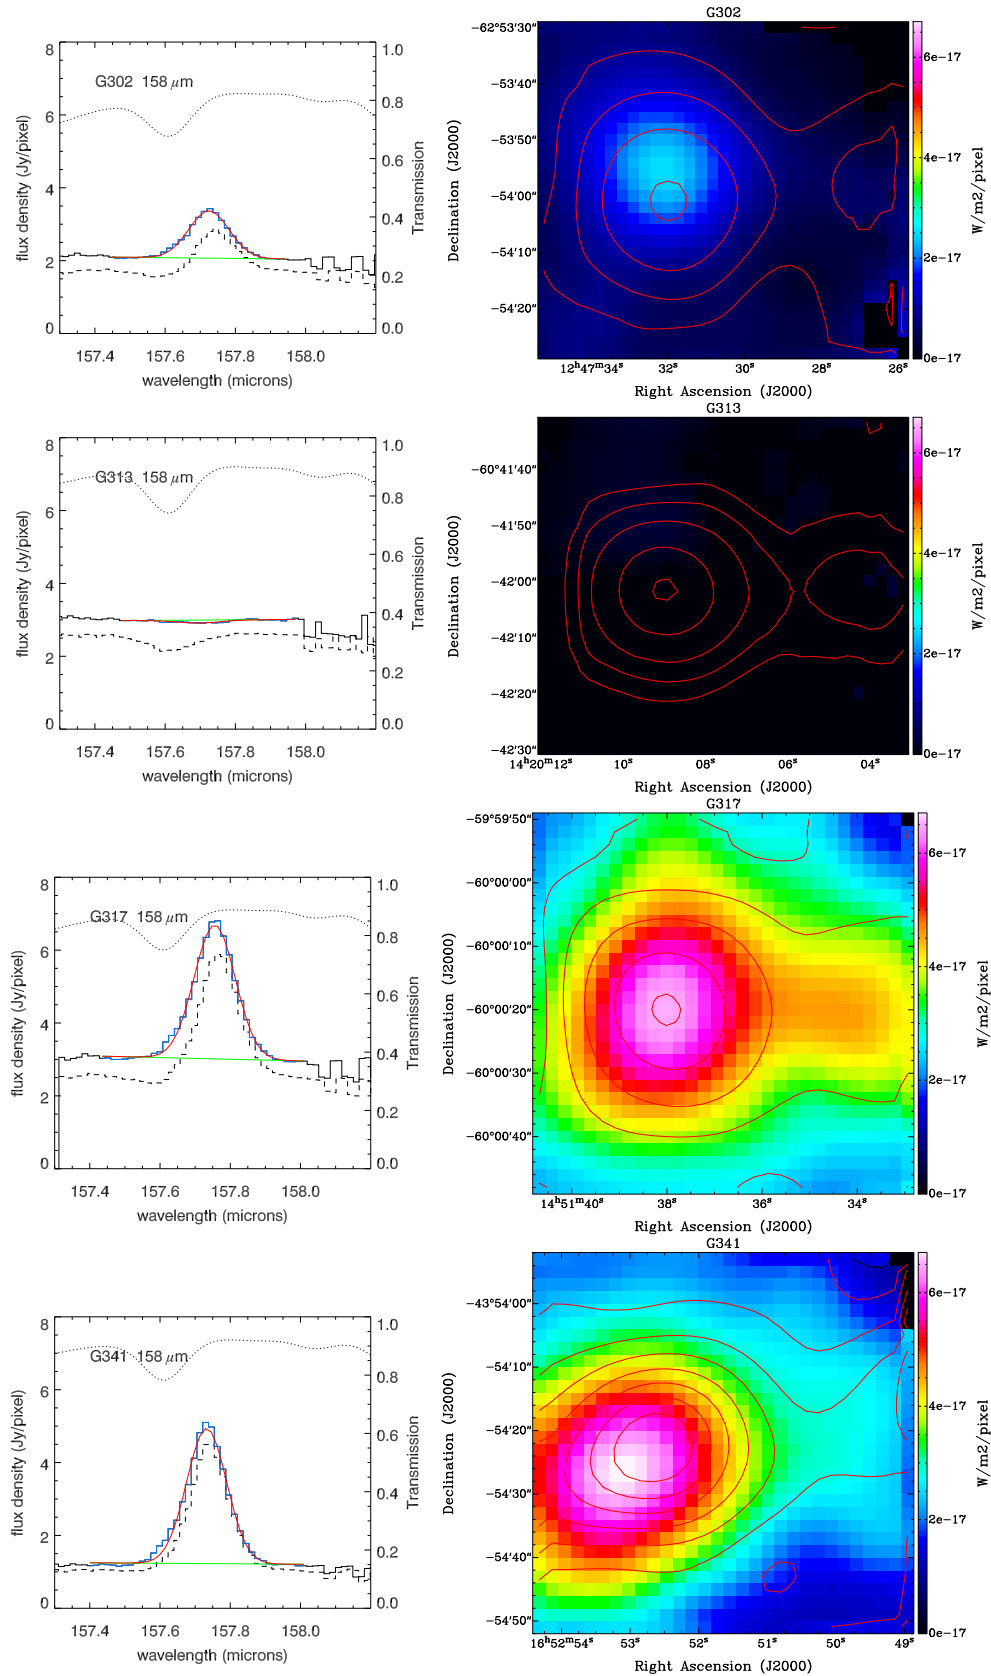 G302
8
6
4
2
0
flux density (Jy/pixel)
G302 158 μm
1.0
0.8
0.6
0.4
0.2
0.0
Transmission
157.4 157.6 157.8 158.0
wavelength (microns)
−62°53′30″
−53′40″
−53′50″
−54′00″
−54′10″
−54′20″
Declination (J2000)
12ʰ47ᵐ34ˢ 32ˢ 30ˢ 28ˢ 26ˢ
Right Ascension (J2000)
6e−17
4e−17
2e−17
0e−17
W/m2/pixel
G313
8
6
4
2
0
flux density (Jy/pixel)
G313 158 μm
1.0
0.8
0.6
0.4
0.2
0.0
Transmission
157.4 157.6 157.8 158.0
wavelength (microns)
−60°41′40″
−41′50″
−42′00″
−42′10″
−42′20″
−42′30″
Declination (J2000)
14ʰ20ᵐ12ˢ 10ˢ 08ˢ 06ˢ 04ˢ
Right Ascension (J2000)
6e−17
4e−17
2e−17
0e−17
W/m2/pixel
G317
8
6
4
2
0
flux density (Jy/pixel)
G317 158 μm
1.0
0.8
0.6
0.4
0.2
0.0
Transmission
157.4 157.6 157.8 158.0
wavelength (microns)
−59°59′50″
−60°00′00″
−60°00′10″
−60°00′20″
−60°00′30″
−60°00′40″
Declination (J2000)
14ʰ51ᵐ40ˢ 38ˢ 36ˢ 34ˢ
Right Ascension (J2000)
6e−17
4e−17
2e−17
0e−17
W/m2/pixel
G341
8
6
4
2
0
flux density (Jy/pixel)
G341 158 μm
1.0
0.8
0.6
0.4
0.2
0.0
Transmission
157.4 157.6 157.8 158.0
wavelength (microns)
−43°54′00″
−54′10″
−54′20″
−54′30″
−54′40″
−54′50″
Declination (J2000)
16ʰ52ᵐ54ˢ 53ˢ 52ˢ 51ˢ 50ˢ 49ˢ
Right Ascension (J2000)
6e−17
4e−17
2e−17
0e−17
W/m2/pixel